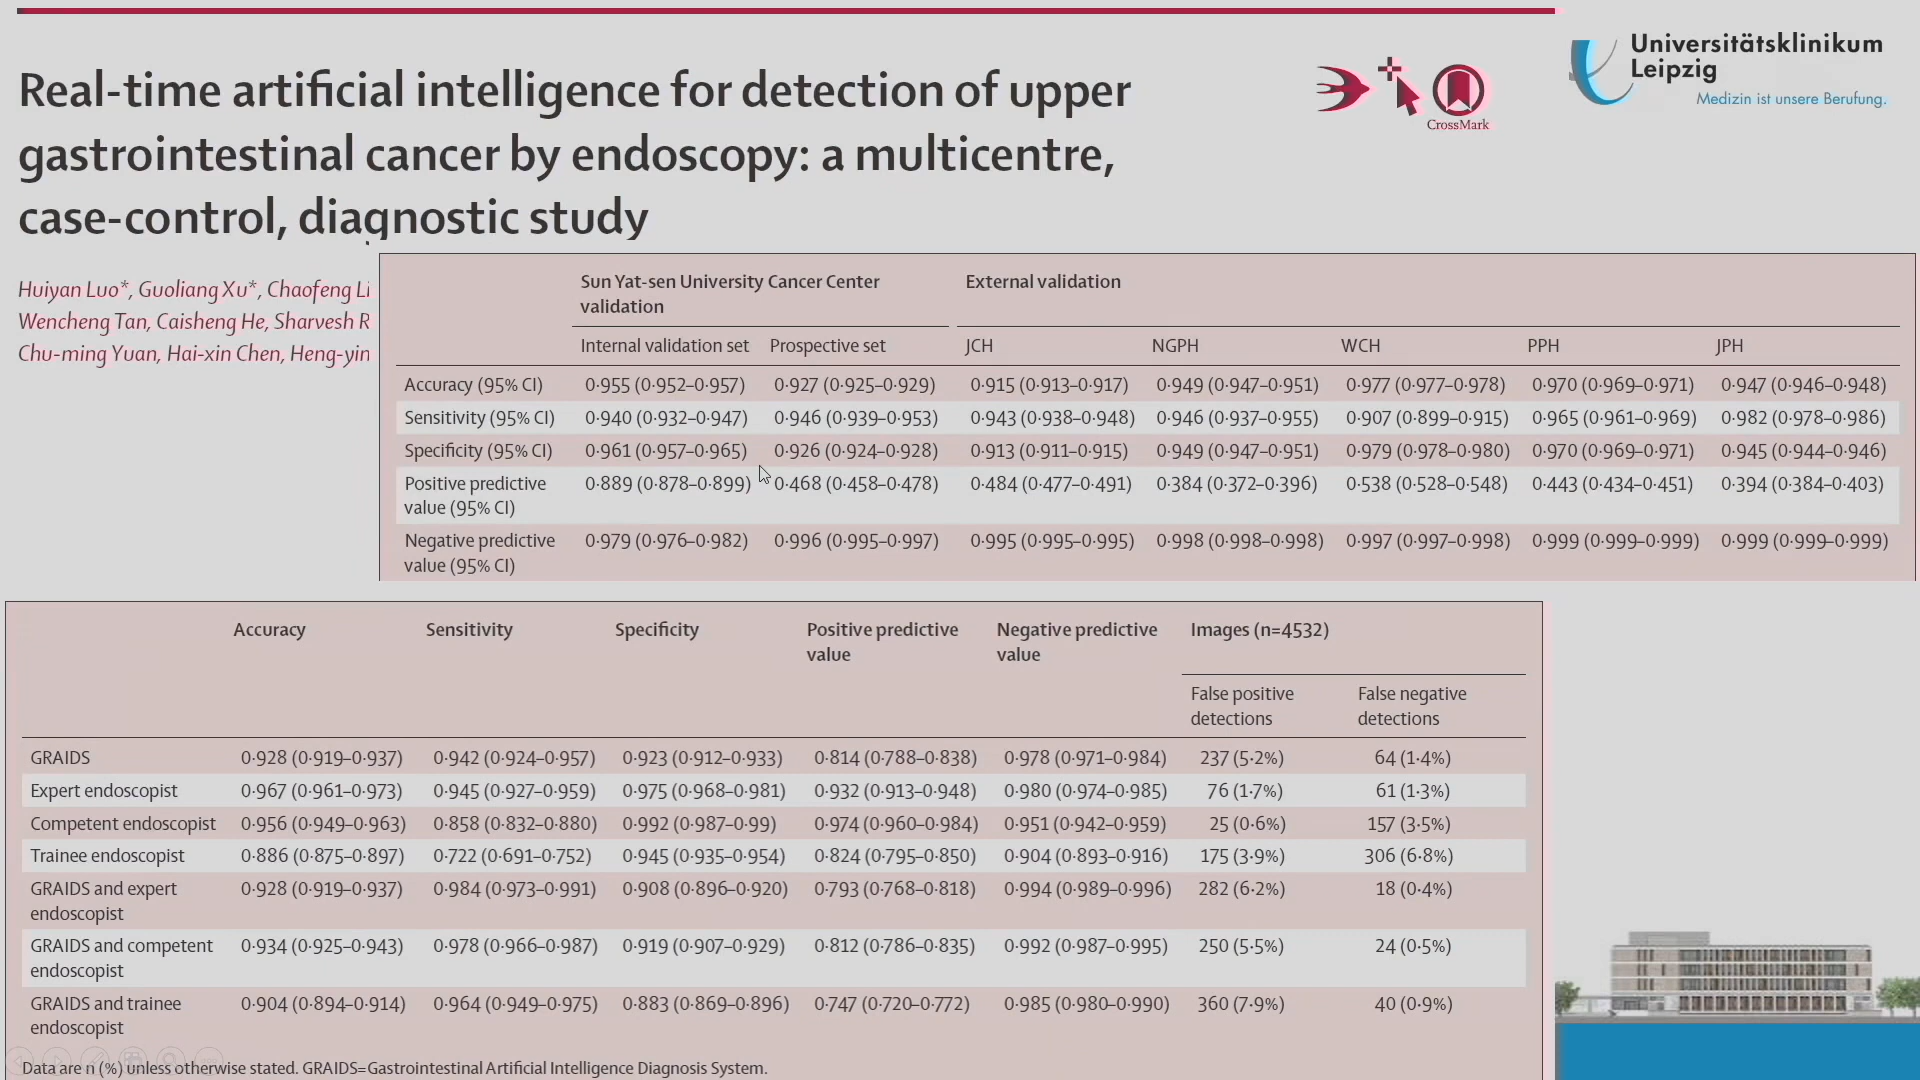 Real-time artificial intelligence for detection of upper
gastrointestinal cancer by endoscopy: a multicentre,
case-control, diagnostic study
CrossMark
Universitätsklinikum
Leipzig
Medizin ist unsere Berufung.
Huiyan Luo*, Guoliang Xu*, Chaofeng Li
Wencheng Tan, Caisheng He, Sharvesh R
Chu-ming Yuan, Hai-xin Chen, Heng-yin
Sun Yat-sen University Cancer Center validation External validation
Internal validation set Prospective set JCH NGPH WCH PPH JPH
Accuracy (95% CI) 0·955 (0·952–0·957) 0·927 (0·925–0·929) 0·915 (0·913–0·917) 0·949 (0·947–0·951) 0·977 (0·977–0·978) 0·970 (0·969–0·971) 0·947 (0·946–0·948)
Sensitivity (95% CI) 0·940 (0·932–0·947) 0·946 (0·939–0·953) 0·943 (0·938–0·948) 0·946 (0·937–0·955) 0·907 (0·899–0·915) 0·965 (0·961–0·969) 0·982 (0·978–0·986)
Specificity (95% CI) 0·961 (0·957–0·965) 0·926 (0·924–0·928) 0·913 (0·911–0·915) 0·949 (0·947–0·951) 0·979 (0·978–0·980) 0·970 (0·969–0·971) 0·945 (0·944–0·946)
Positive predictive value (95% CI) 0·889 (0·878–0·899) 0·468 (0·458–0·478) 0·484 (0·477–0·491) 0·384 (0·372–0·396) 0·538 (0·528–0·548) 0·443 (0·434–0·451) 0·394 (0·384–0·403)
Negative predictive value (95% CI) 0·979 (0·976–0·982) 0·996 (0·995–0·997) 0·995 (0·995–0·995) 0·998 (0·998–0·998) 0·997 (0·997–0·998) 0·999 (0·999–0·999) 0·999 (0·999–0·999)
Accuracy Sensitivity Specificity Positive predictive value Negative predictive value Images (n=4532)
False positive detections False negative detections
GRAIDS 0·928 (0·919–0·937) 0·942 (0·924–0·957) 0·923 (0·912–0·933) 0·814 (0·788–0·838) 0·978 (0·971–0·984) 237 (5·2%) 64 (1·4%)
Expert endoscopist 0·967 (0·961–0·973) 0·945 (0·927–0·959) 0·975 (0·968–0·981) 0·932 (0·913–0·948) 0·980 (0·974–0·985) 76 (1·7%) 61 (1·3%)
Competent endoscopist 0·956 (0·949–0·963) 0·858 (0·832–0·880) 0·992 (0·987–0·99) 0·974 (0·960–0·984) 0·951 (0·942–0·959) 25 (0·6%) 157 (3·5%)
Trainee endoscopist 0·886 (0·875–0·897) 0·722 (0·691–0·752) 0·945 (0·935–0·954) 0·824 (0·795–0·850) 0·904 (0·893–0·916) 175 (3·9%) 306 (6·8%)
GRAIDS and expert endoscopist 0·928 (0·919–0·937) 0·984 (0·973–0·991) 0·908 (0·896–0·920) 0·793 (0·768–0·818) 0·994 (0·989–0·996) 282 (6·2%) 18 (0·4%)
GRAIDS and competent endoscopist 0·934 (0·925–0·943) 0·978 (0·966–0·987) 0·919 (0·907–0·929) 0·812 (0·786–0·835) 0·992 (0·987–0·995) 250 (5·5%) 24 (0·5%)
GRAIDS and trainee endoscopist 0·904 (0·894–0·914) 0·964 (0·949–0·975) 0·883 (0·869–0·896) 0·747 (0·720–0·772) 0·985 (0·980–0·990) 360 (7·9%) 40 (0·9%)
Data are n (%) unless otherwise stated. GRAIDS=Gastrointestinal Artificial Intelligence Diagnosis System.